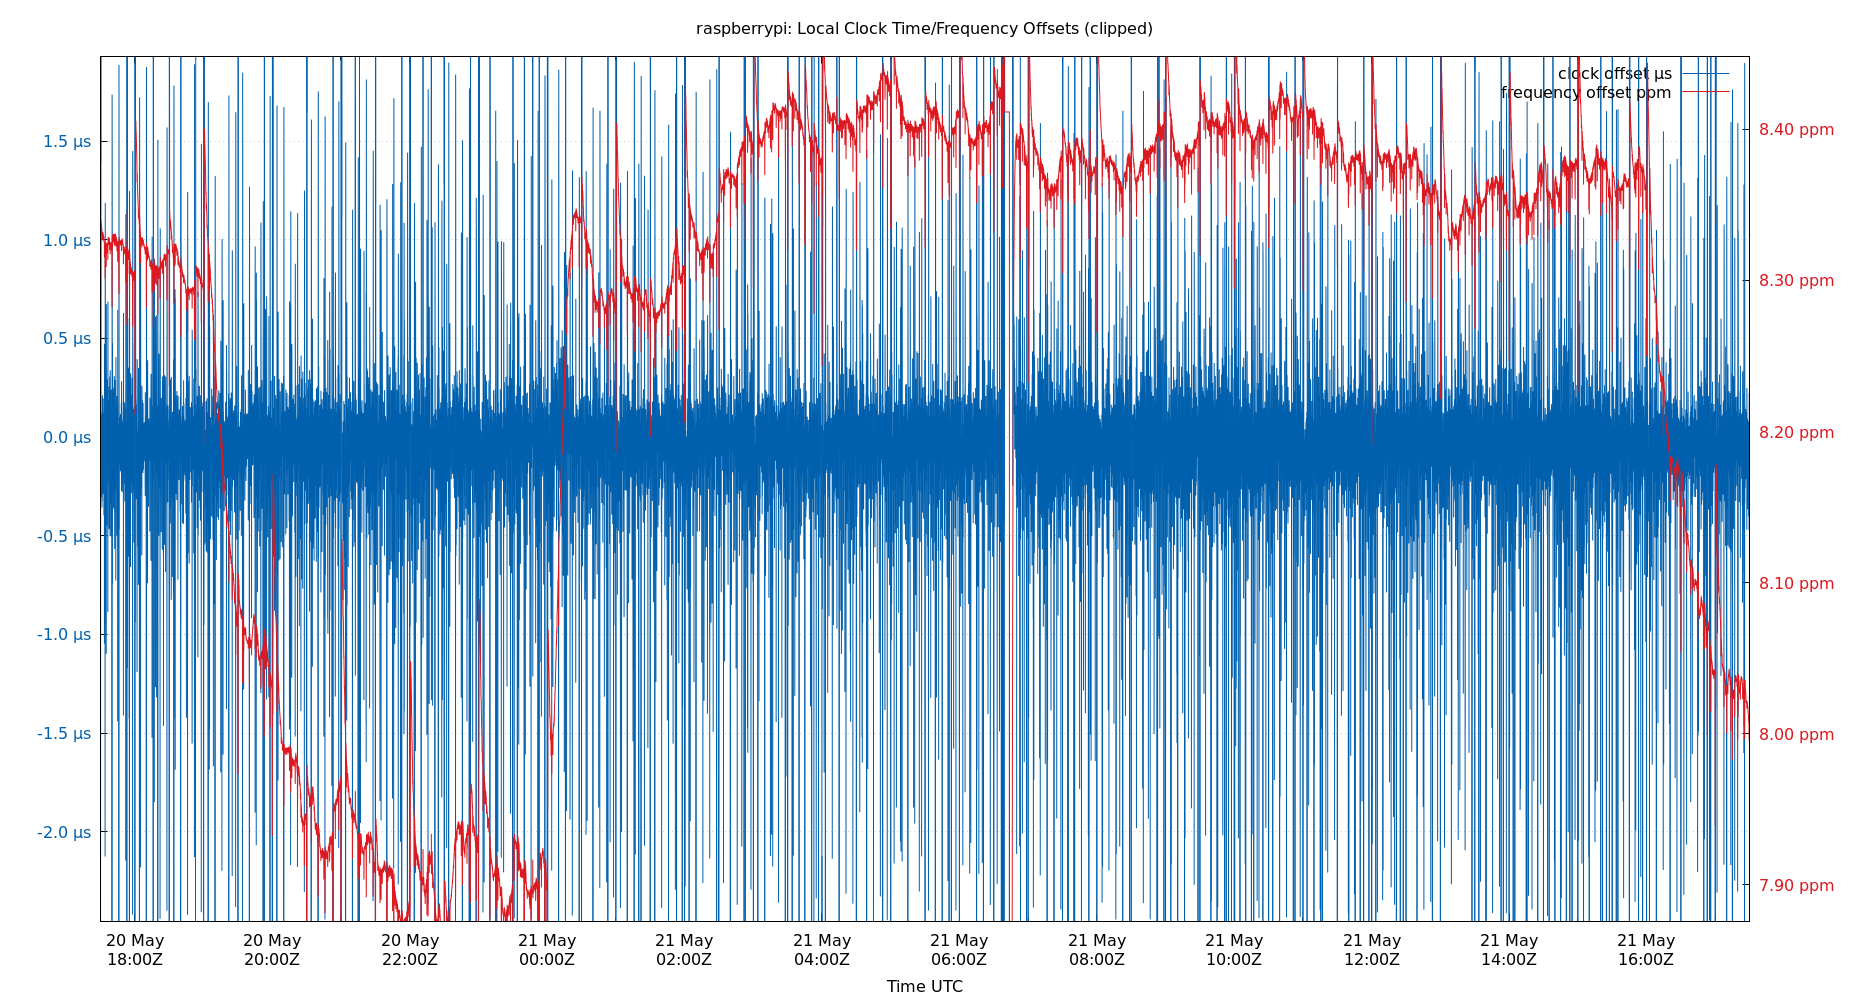 raspberrypi: Local Clock Time/Frequency Offsets (clipped)
clock offset µs
frequency offset ppm
1.5 µs
1.0 µs
0.5 µs
0.0 µs
-0.5 µs
-1.0 µs
-1.5 µs
-2.0 µs
8.40 ppm
8.30 ppm
8.20 ppm
8.10 ppm
8.00 ppm
7.90 ppm
20 May 20 May 20 May 21 May 21 May 21 May 21 May 21 May 21 May 21 May 21 May 21 May
18:00Z 20:00Z 22:00Z 00:00Z 02:00Z 04:00Z 06:00Z 08:00Z 10:00Z 12:00Z 14:00Z 16:00Z
Time UTC